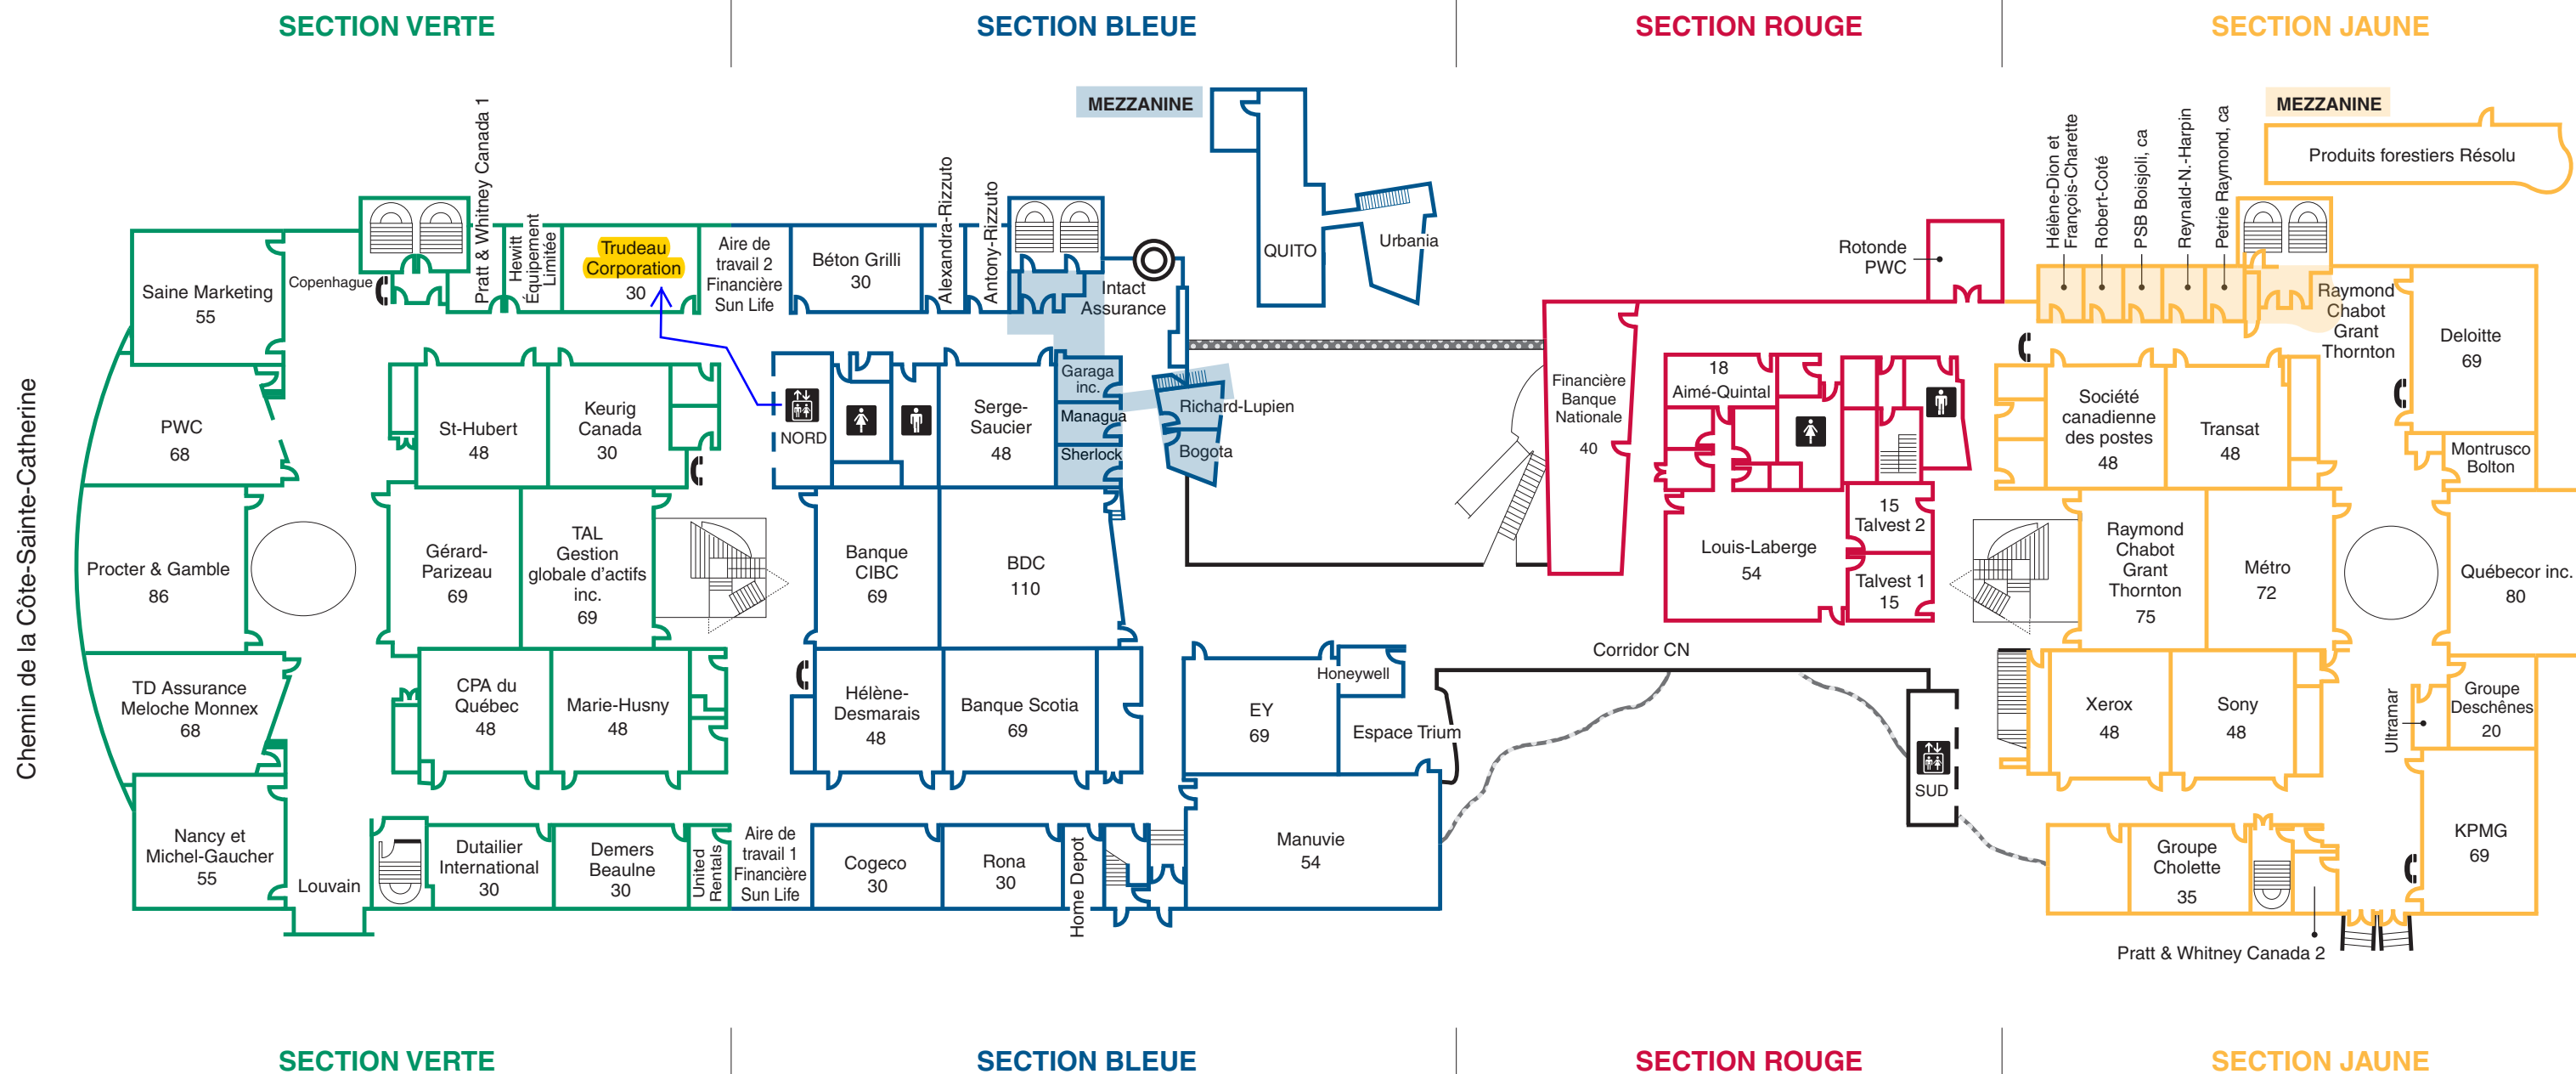 SECTION VERTE
SECTION BLEUE
SECTION ROUGE
SECTION JAUNE
MEZZANINE
MEZZANINE
Produits forestiers Résolu
Chemin de la Côte-Sainte-Catherine
Saine Marketing
55
Copenhague
Pratt & Whitney Canada 1
Hewitt
Équipement
Limitée
Trudeau
Corporation
30
Aire de
travail 2
Financière
Sun Life
Béton Grilli
30
Alexandra-Rizzuto
Antony-Rizzuto
Intact
Assurance
QUITO
Urbania
Rotonde
PWC
Hélène-Dion et
François-Charette
Robert-Coté
PSB Boisjoli, ca
Reynald-N.-Harpin
Petrie Raymond, ca
Raymond
Chabot
Grant
Thornton
Deloitte
69
PWC
68
St-Hubert
48
Keurig
Canada
30
NORD
Serge-
Saucier
48
Garaga
inc.
Managua
Sherlock
Richard-Lupien
Bogota
Financière
Banque
Nationale
40
18
Aimé-Quintal
Société
canadienne
des postes
48
Transat
48
Montrusco
Bolton
Procter & Gamble
86
Gérard-
Parizeau
69
TAL
Gestion
globale d'actifs
inc.
69
Banque
CIBC
69
BDC
110
Louis-Laberge
54
15
Talvest 2
Talvest 1
15
Raymond
Chabot
Grant
Thornton
75
Métro
72
Québecor inc.
80
TD Assurance
Meloche Monnex
68
CPA du
Québec
48
Marie-Husny
48
Hélène-
Desmarais
48
Banque Scotia
69
EY
69
Honeywell
Espace Trium
Corridor CN
SUD
Xerox
48
Sony
48
Ultramar
Groupe
Deschênes
20
Nancy et
Michel-Gaucher
55
Louvain
Dutailier
International
30
Demers
Beaulne
30
United
Rentals
Aire de
travail 1
Financière
Sun Life
Cogeco
30
Rona
30
Home Depot
Manuvie
54
Groupe
Cholette
35
Pratt & Whitney Canada 2
KPMG
69
SECTION VERTE
SECTION BLEUE
SECTION ROUGE
SECTION JAUNE